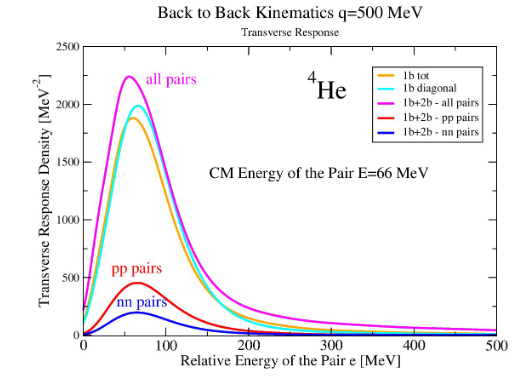 Back to Back Kinematics q=500 MeV
Transverse Response
2500
2000
1500
1000
500
0
Transverse Response Density [MeV⁻²]
all pairs
⁴He
1b tot
1b diagonal
1b+2b - all pairs
1b+2b - pp pairs
1b+2b - nn pairs
CM Energy of the Pair E=66 MeV
pp pairs
nn pairs
0 100 200 300 400 500
Relative Energy of the Pair e [MeV]